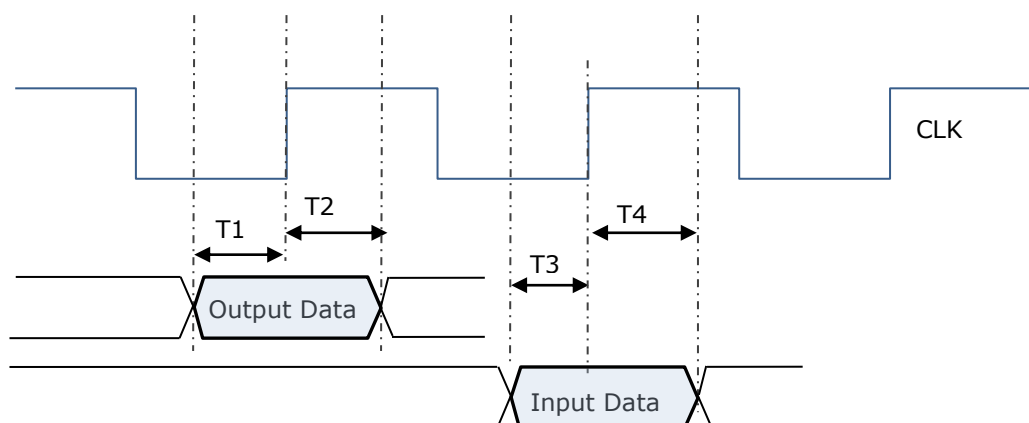 CLK
T2
T4
T1
T3
Output Data
Input Data